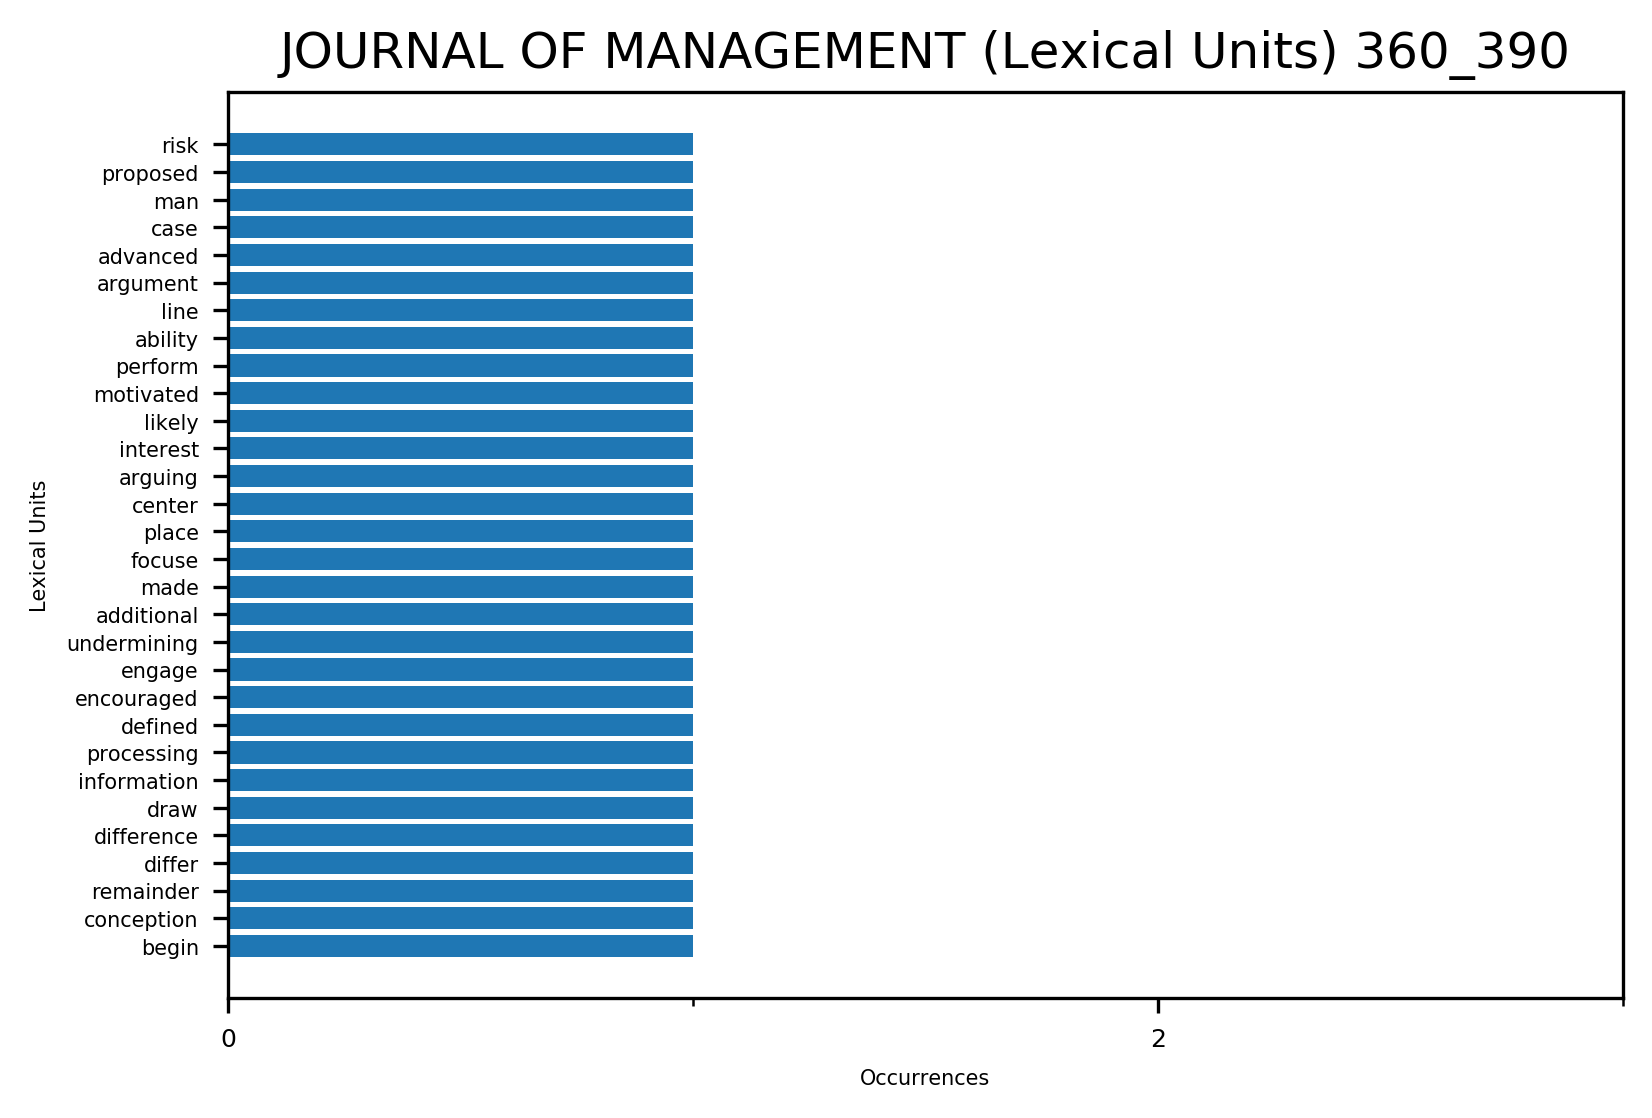 JOURNAL OF MANAGEMENT (Lexical Units) 360_390
risk
proposed
man
case
advanced
argument
line
ability
perform
motivated
likely
interest
arguing
center
place
focuse
made
additional
undermining
engage
encouraged
defined
processing
information
draw
difference
differ
remainder
conception
begin
Lexical Units
0
2
Occurrences